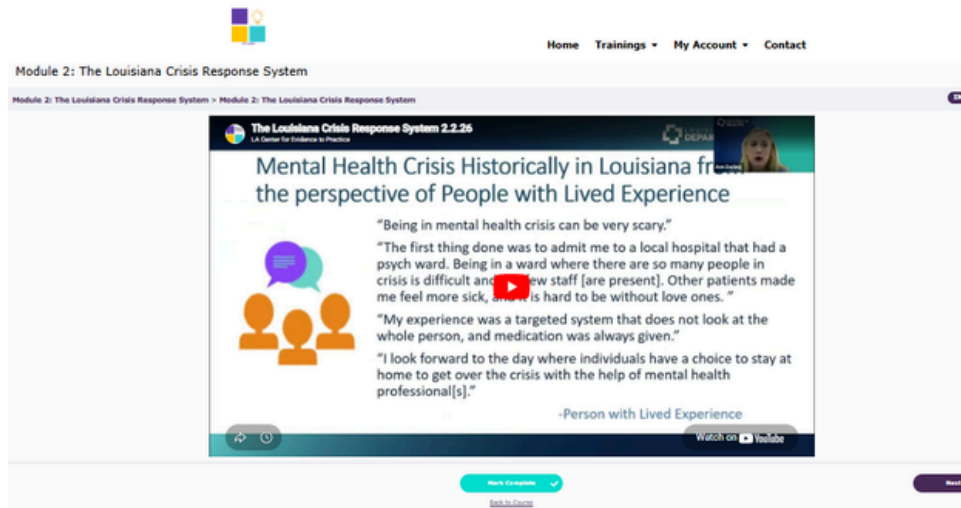 Home Trainings My Account Contact
Module 2: The Louisiana Crisis Response System
Module 2: The Louisiana Crisis Response System > Module 2: The Louisiana Crisis Response System
The Louisiana Crisis Response System 2.2.26
LA Center for Evidence to Practice
DEPAR
Mental Health Crisis Historically in Louisiana fr
the perspective of People with Lived Experience
"Being in mental health crisis can be very scary."
"The first thing done was to admit me to a local hospital that had a
psych ward. Being in a ward where there are so many people in
crisis is difficult and ew staff [are present]. Other patients made
me feel more sick, and it is hard to be without love ones. "
"My experience was a targeted system that does not look at the
whole person, and medication was always given."
"I look forward to the day where individuals have a choice to stay at
home to get over the crisis with the help of mental health
professional[s]."
-Person with Lived Experience
Watch on YouTube
Mark Complete
Next
Back to Course